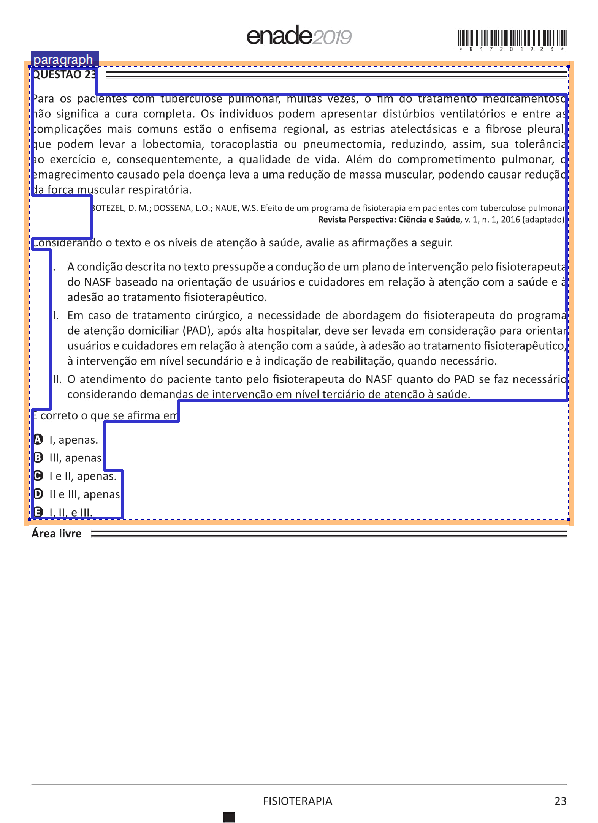 enade2019
paragraph
QUESTÃO 23
Para os pacientes com tuberculose pulmonar, muitas vezes, o fim do tratamento medicamentoso
não significa a cura completa. Os indivíduos podem apresentar distúrbios ventilatórios e entre as
complicações mais comuns estão o enfisema regional, as estrias atelectásicas e a fibrose pleural,
que podem levar a lobectomia, toracoplastia ou pneumectomia, reduzindo, assim, sua tolerância
ao exercício e, consequentemente, a qualidade de vida. Além do comprometimento pulmonar, o
emagrecimento causado pela doença leva a uma redução de massa muscular, podendo causar redução
da força muscular respiratória.
BOTEZEL, D. M.; DOSSENA, L.O.; NAUE, W.S. Efeito de um programa de fisioterapia em pacientes com tuberculose pulmonar.
Revista Perspectiva: Ciência e Saúde, v. 1, n. 1, 2016 (adaptado).
Considerando o texto e os níveis de atenção à saúde, avalie as afirmações a seguir.
I. A condição descrita no texto pressupõe a condução de um plano de intervenção pelo fisioterapeuta
do NASF baseado na orientação de usuários e cuidadores em relação à atenção com a saúde e à
adesão ao tratamento fisioterapêutico.
II. Em caso de tratamento cirúrgico, a necessidade de abordagem do fisioterapeuta do programa
de atenção domiciliar (PAD), após alta hospitalar, deve ser levada em consideração para orientar
usuários e cuidadores em relação à atenção com a saúde, à adesão ao tratamento fisioterapêutico,
à intervenção em nível secundário e à indicação de reabilitação, quando necessário.
III. O atendimento do paciente tanto pelo fisioterapeuta do NASF quanto do PAD se faz necessário
considerando demandas de intervenção em nível terciário de atenção à saúde.
É correto o que se afirma em
A I, apenas.
B III, apenas.
C I e II, apenas.
D II e III, apenas.
E I, II, e III.
Área livre
FISIOTERAPIA
23